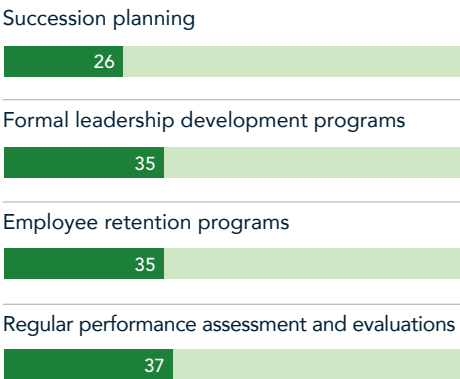 Succession planning
26
Formal leadership development programs
35
Employee retention programs
35
Regular performance assessment and evaluations
37